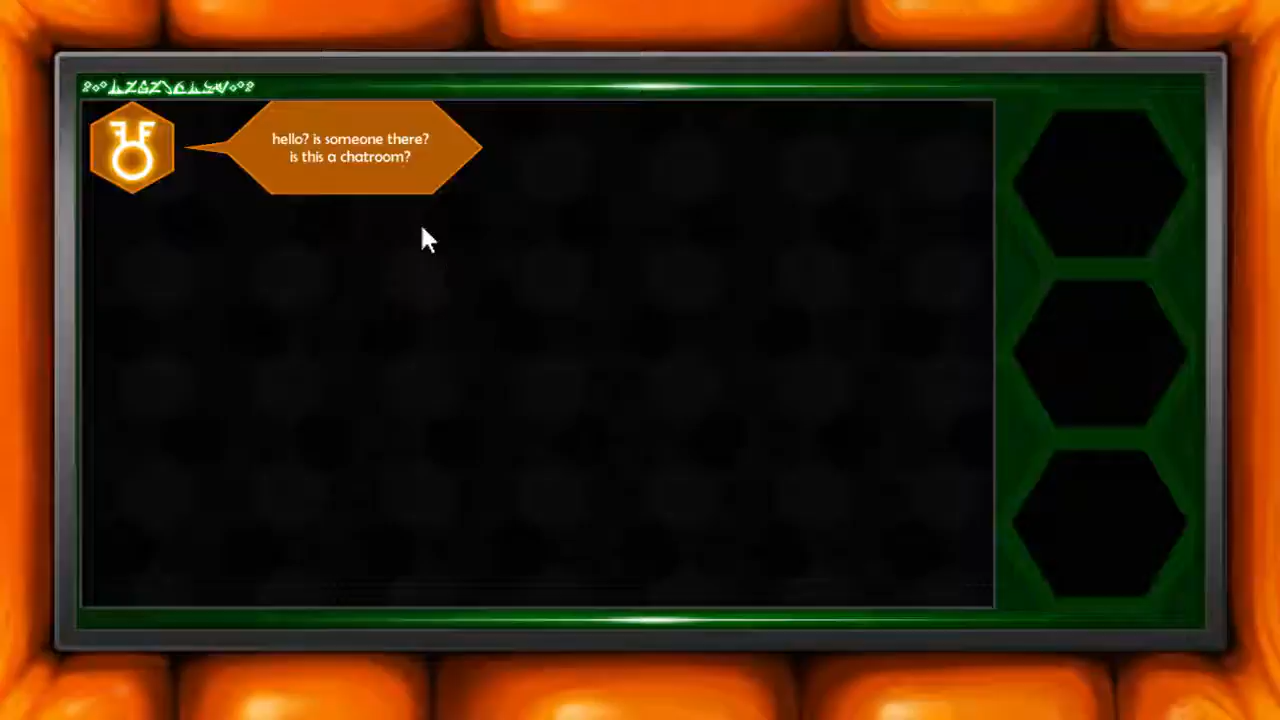 hello? is someone there?
is this a chatroom?